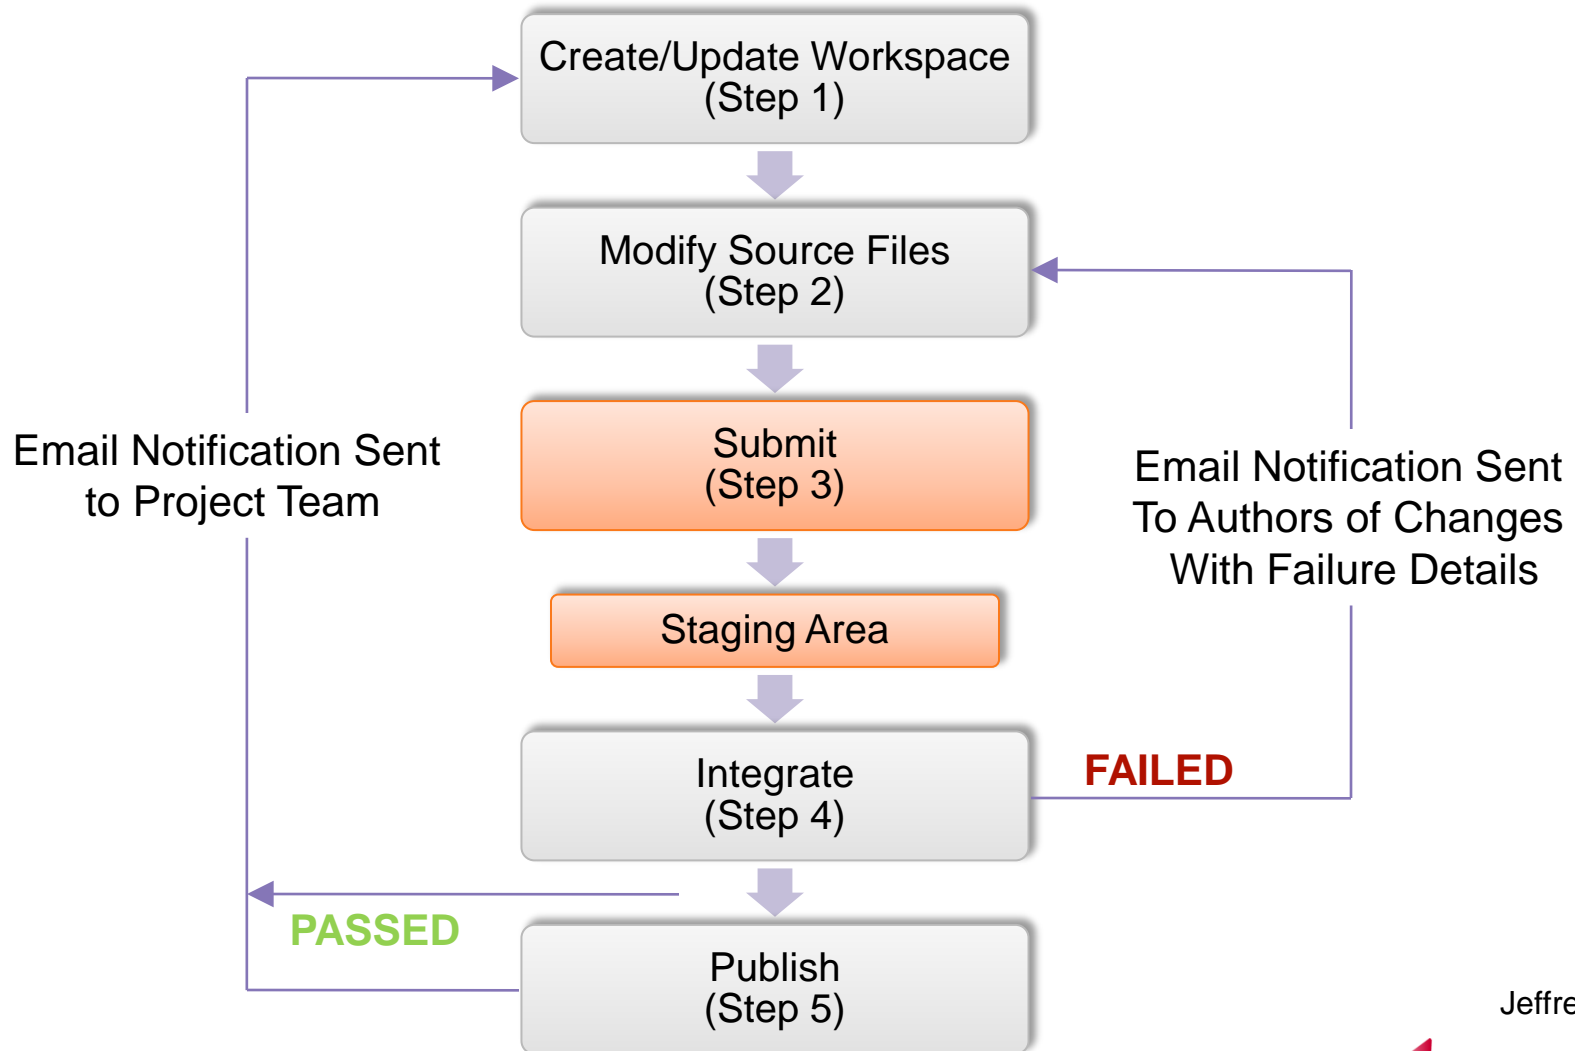 Create/Update Workspace
(Step 1)
Modify Source Files
(Step 2)
Submit
(Step 3)
Email Notification Sent
to Project Team
Email Notification Sent
To Authors of Changes
With Failure Details
Staging Area
Integrate
(Step 4)
FAILED
PASSED
Publish
(Step 5)